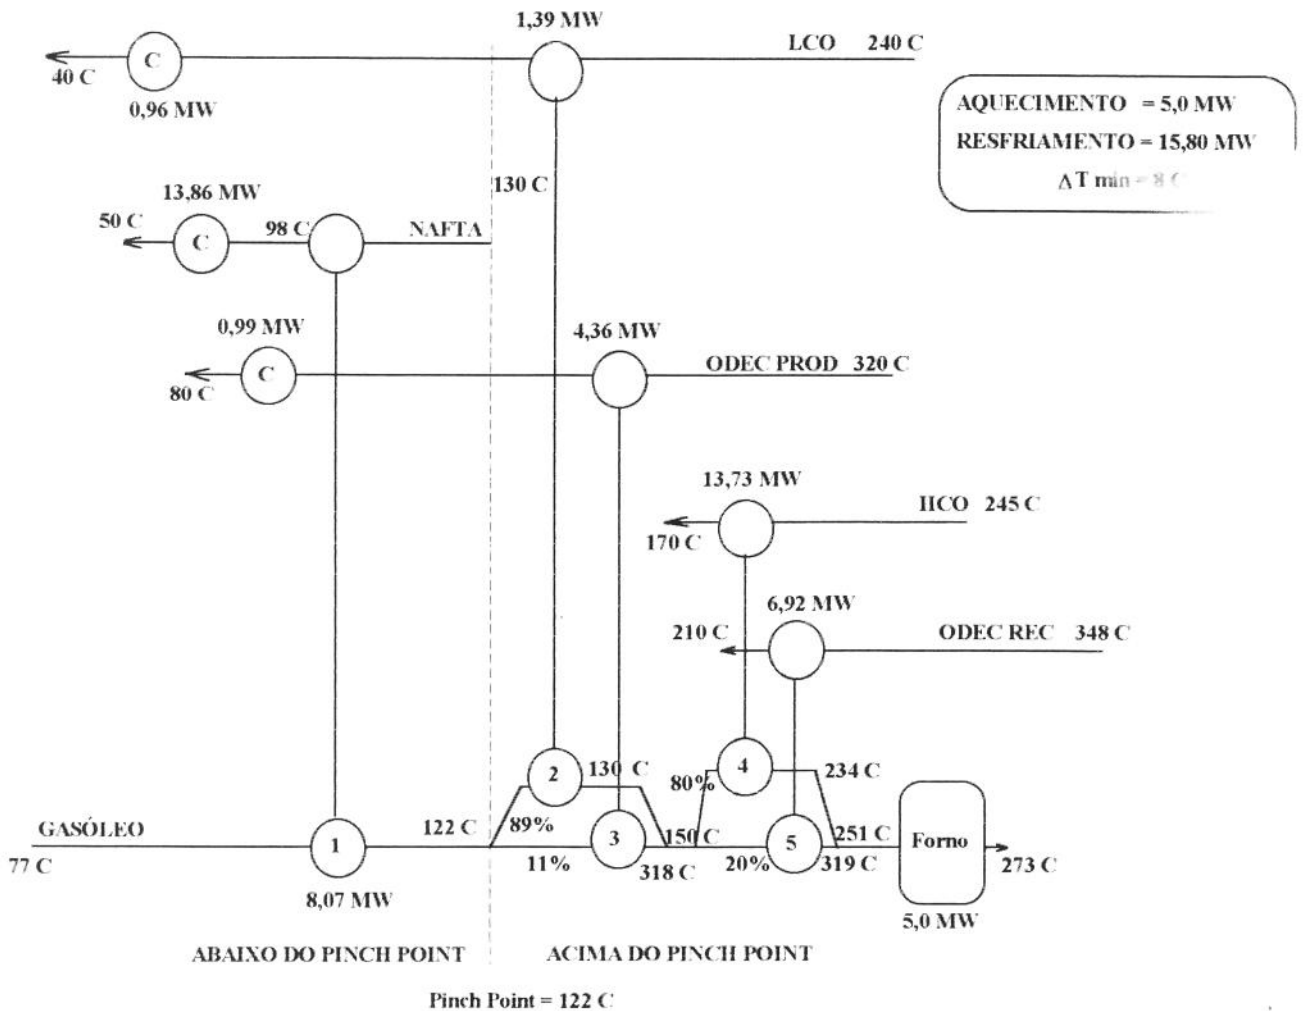 1,39 MW
LCO 240 C
C
40 C
0,96 MW
AQUECIMENTO = 5,0 MW
RESFRIAMENTO = 15,80 MW
Δ T min = 8 C
130 C
13,86 MW
50 C
C
98 C
NAFTA
0,99 MW
4,36 MW
C
80 C
ODEC PROD 320 C
13,73 MW
HCO 245 C
170 C
6,92 MW
210 C
ODEC REC 348 C
2
130 C
4
80%
234 C
GASÓLEO
77 C
1
122 C
89%
11%
3
150 C
318 C
20%
5
251 C
319 C
Forno
273 C
8,07 MW
5,0 MW
ABAIXO DO PINCH POINT
ACIMA DO PINCH POINT
Pinch Point = 122 C